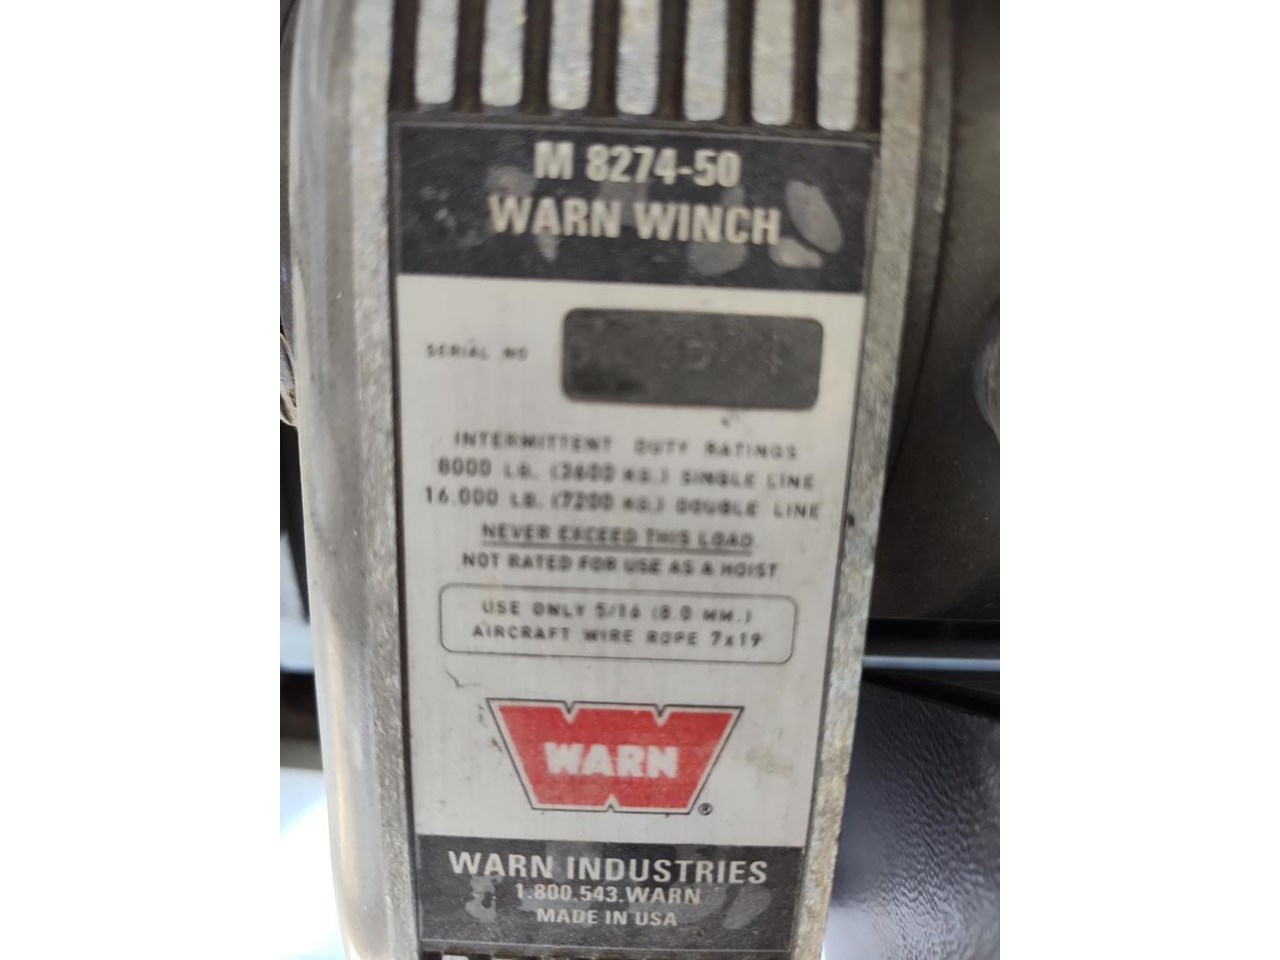 M 8274-50
WARN WINCH
SERIAL NO
INTERMITTENT DUTY RATINGS
8000 LB. (3600 KG.) SINGLE LINE
16.000 LB. (7200 KG.) DOUBLE LINE
NEVER EXCEED THIS LOAD
NOT RATED FOR USE AS A HOIST
USE ONLY 5/16 (8.0 MM.)
AIRCRAFT WIRE ROPE 7x19
WARN
®
WARN INDUSTRIES
1.800.543.WARN
MADE IN USA